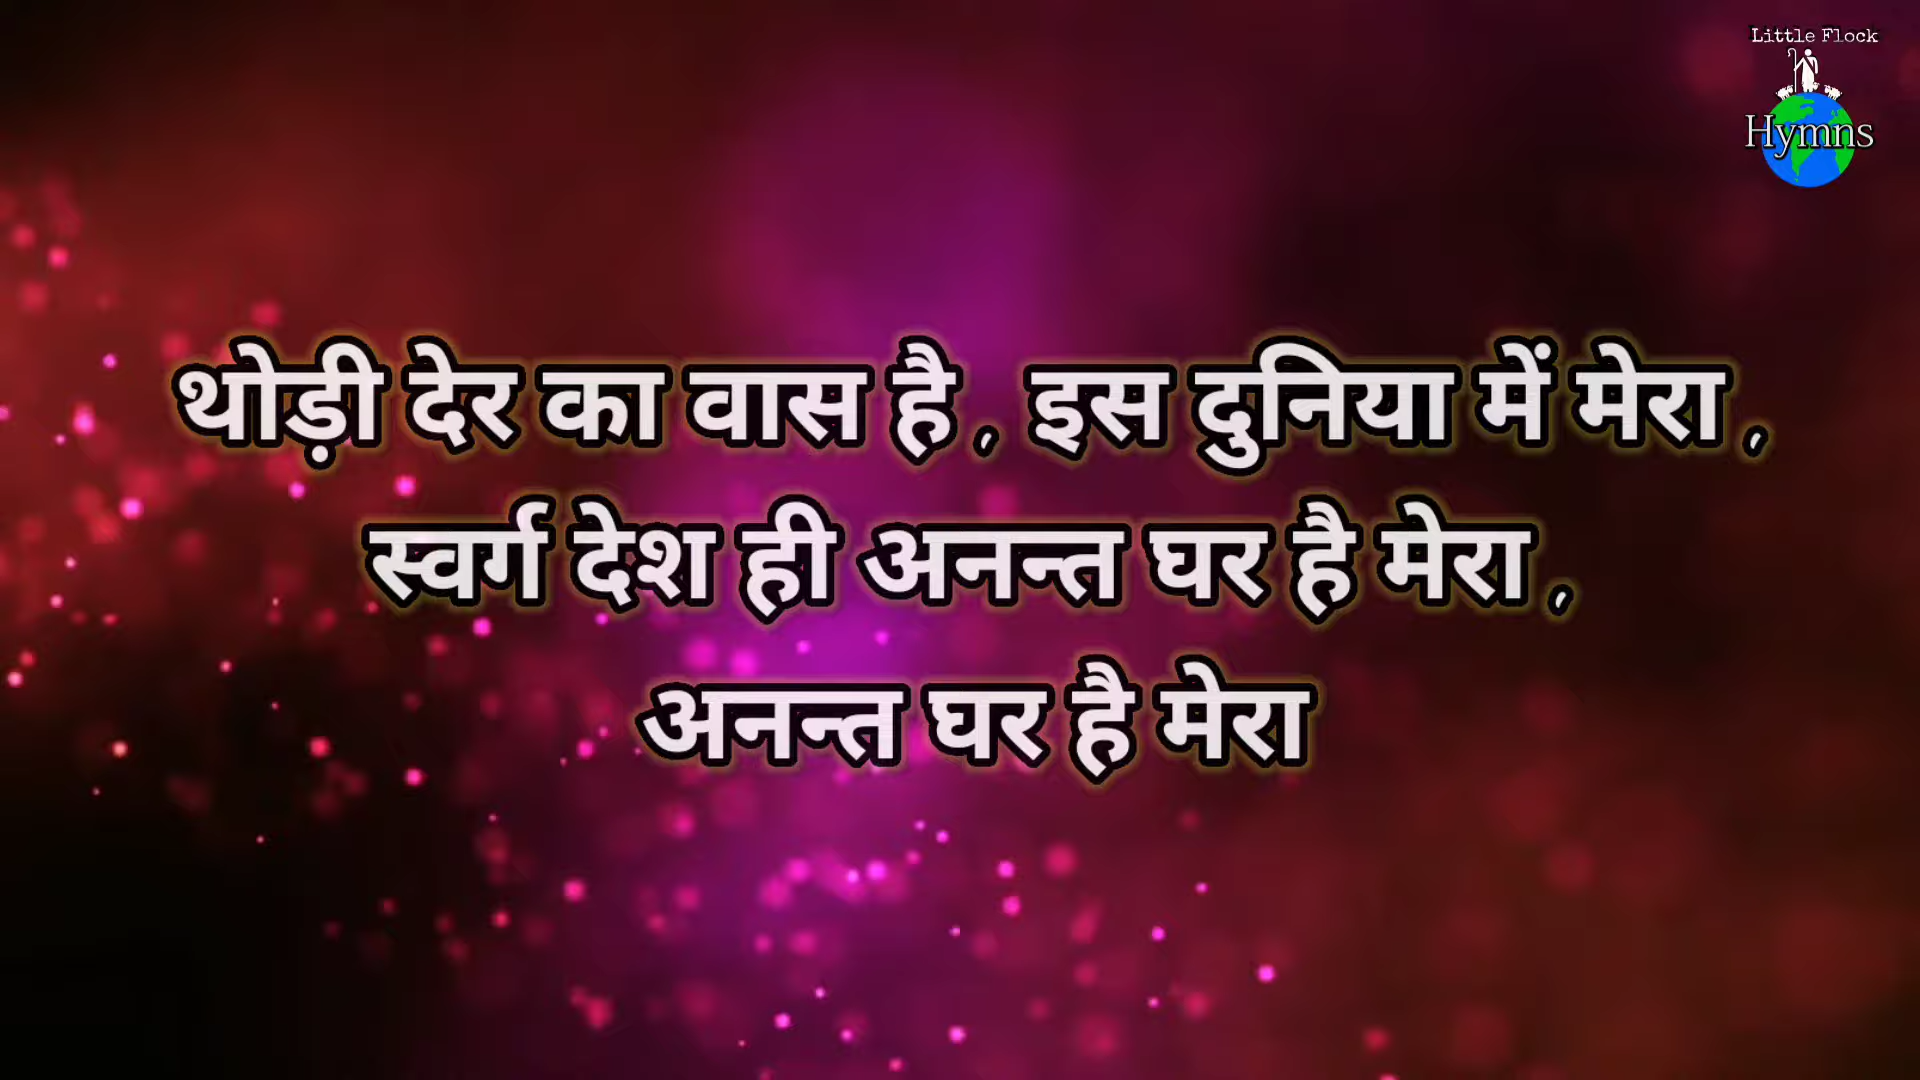 Little Flock
Hymns
थोड़ी देर का वास है, इस दुनिया में मेरा,
स्वर्ग देश ही अनन्त घर है मेरा,
अनन्त घर है मेरा